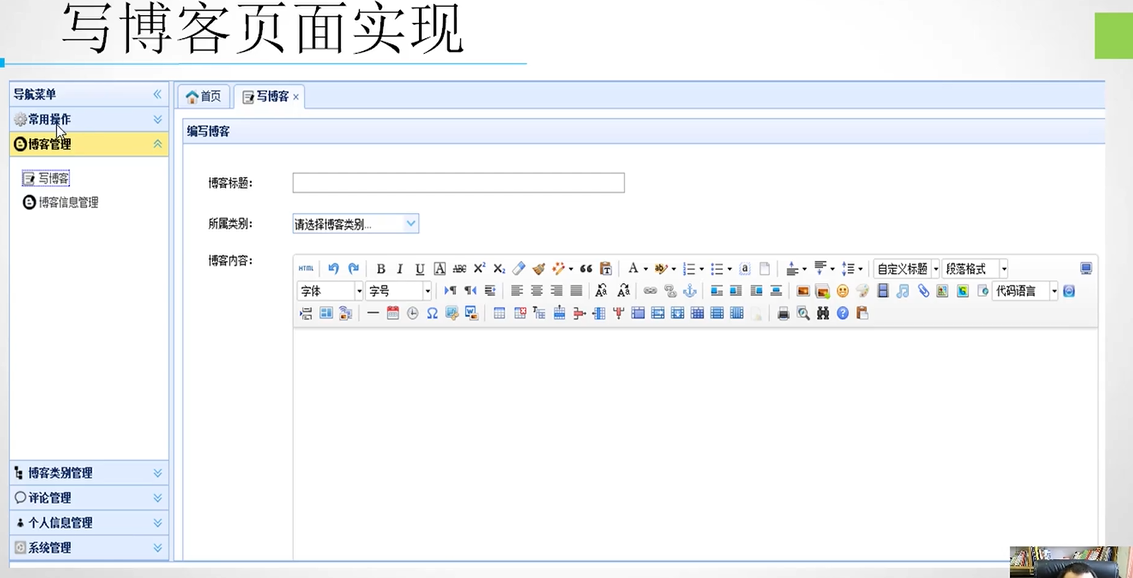 写博客页面实现
导航菜单
常用操作
博客管理
写博客
博客信息管理
博客类别管理
评论管理
个人信息管理
系统管理
首页 写博客
编写博客
博客标题:
所属类别: 请选择博客类别...
博客内容:
HTML B I U A ABC X² X₂ A a 自定义标题 段落格式
字体 字号 代码语言